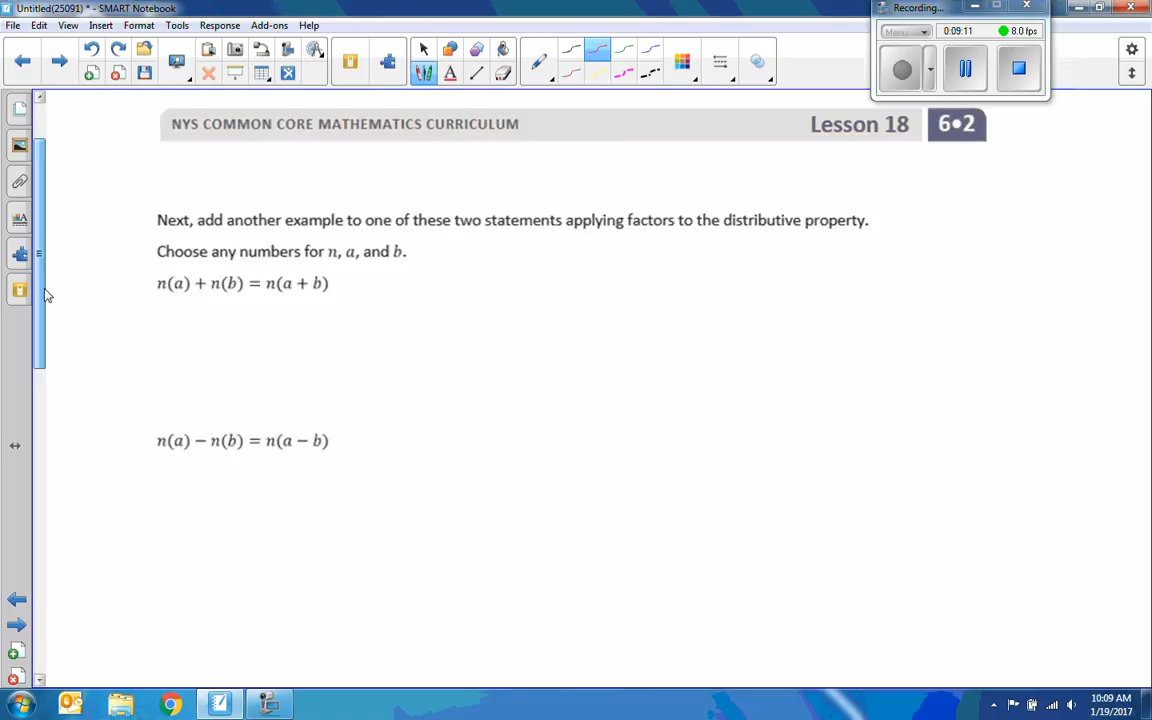 Untitled(25091) * - SMART Notebook
Recording...
File Edit View Insert Format Tools Response Add-ons Help
Menu
0:09:11
8.0 fps
NYS COMMON CORE MATHEMATICS CURRICULUM
Lesson 18
6•2
Next, add another example to one of these two statements applying factors to the distributive property.
Choose any numbers for n, a, and b.
n(a) + n(b) = n(a + b)
n(a) − n(b) = n(a − b)
10:09 AM
1/19/2017